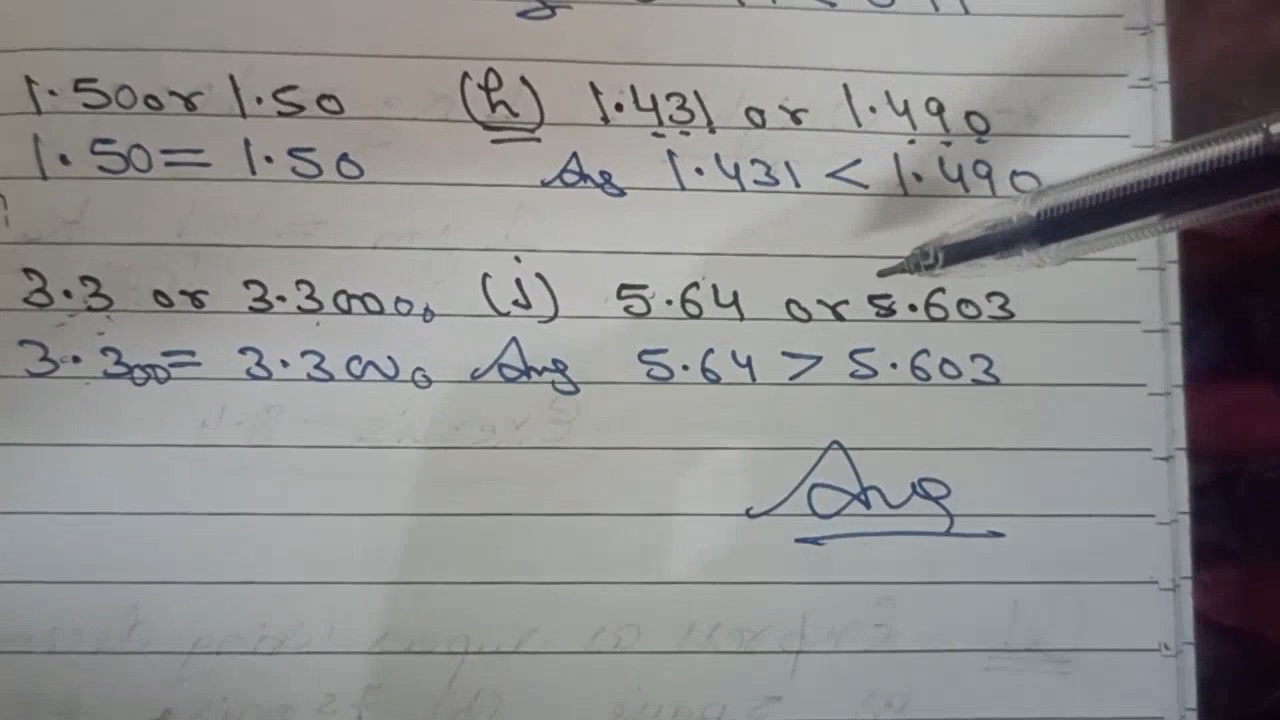 1.50 or 1.50 (h) 1.431 or 1.490
1.50 = 1.50 Ans 1.431 < 1.490
3.3 or 3.3000 (j) 5.64 or 5.603
3.300 = 3.3000 Ans 5.64 > 5.603
Ans